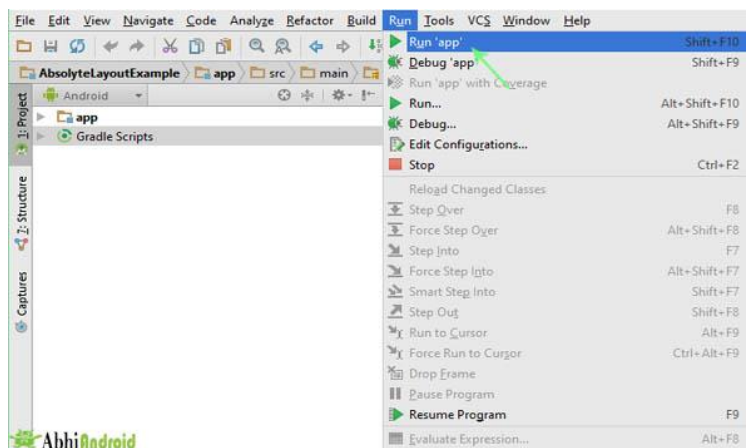 File Edit View Navigate Code Analyze Refactor Build Run Tools VCS Window Help
AbsolyteLayoutExample app src main
1: Project
Android
app
Gradle Scripts
7: Structure
Captures
Run 'app' Shift+F10
Debug 'app' Shift+F9
Run 'app' with Coverage
Run... Alt+Shift+F10
Debug... Alt+Shift+F9
Edit Configurations...
Stop Ctrl+F2
Reload Changed Classes
Step Over F8
Force Step Over Alt+Shift+F8
Step Into F7
Force Step Into Alt+Shift+F7
Smart Step Into Shift+F7
Step Out Shift+F8
Run to Cursor Alt+F9
Force Run to Cursor Ctrl+Alt+F9
Drop Frame
Pause Program
Resume Program F9
Evaluate Expression... Alt+F8
AbhiAndroid